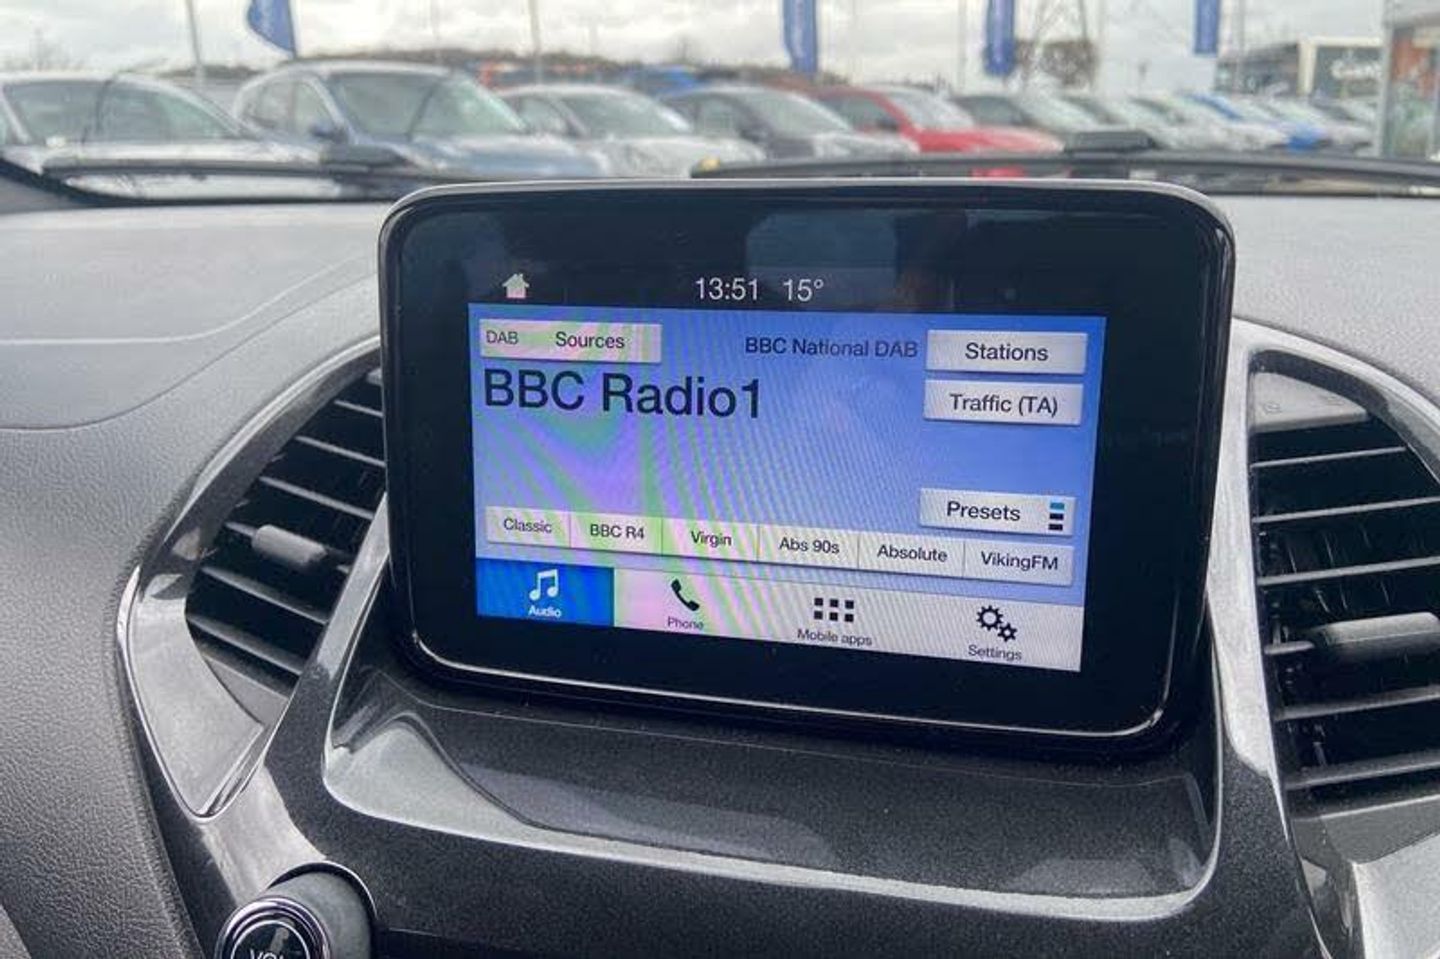 13:51 15°
DAB Sources
BBC National DAB
Stations
BBC Radio1
Traffic (TA)
Presets
Classic
BBC R4
Virgin
Abs 90s
Absolute
VikingFM
Audio
Phone
Mobile apps
Settings